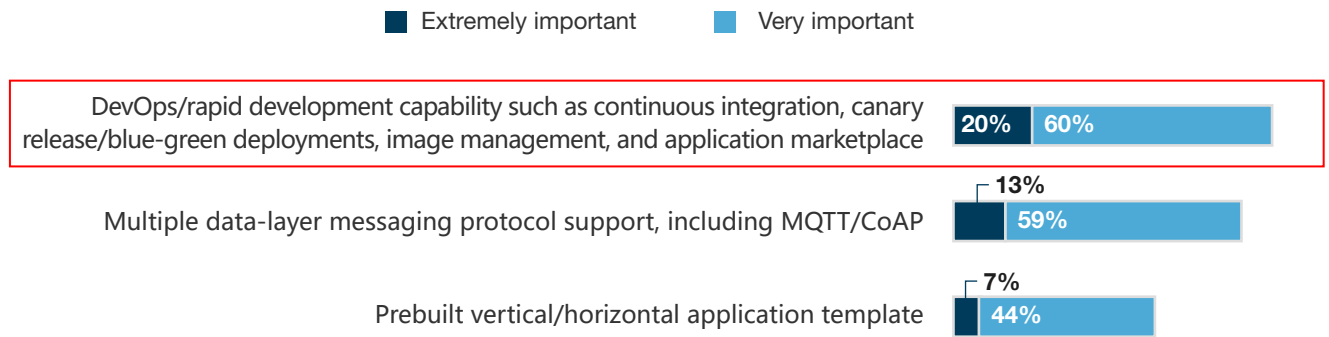 Extremely important
Very important
DevOps/rapid development capability such as continuous integration, canary
release/blue-green deployments, image management, and application marketplace
20%
60%
Multiple data-layer messaging protocol support, including MQTT/CoAP
13%
59%
Prebuilt vertical/horizontal application template
7%
44%